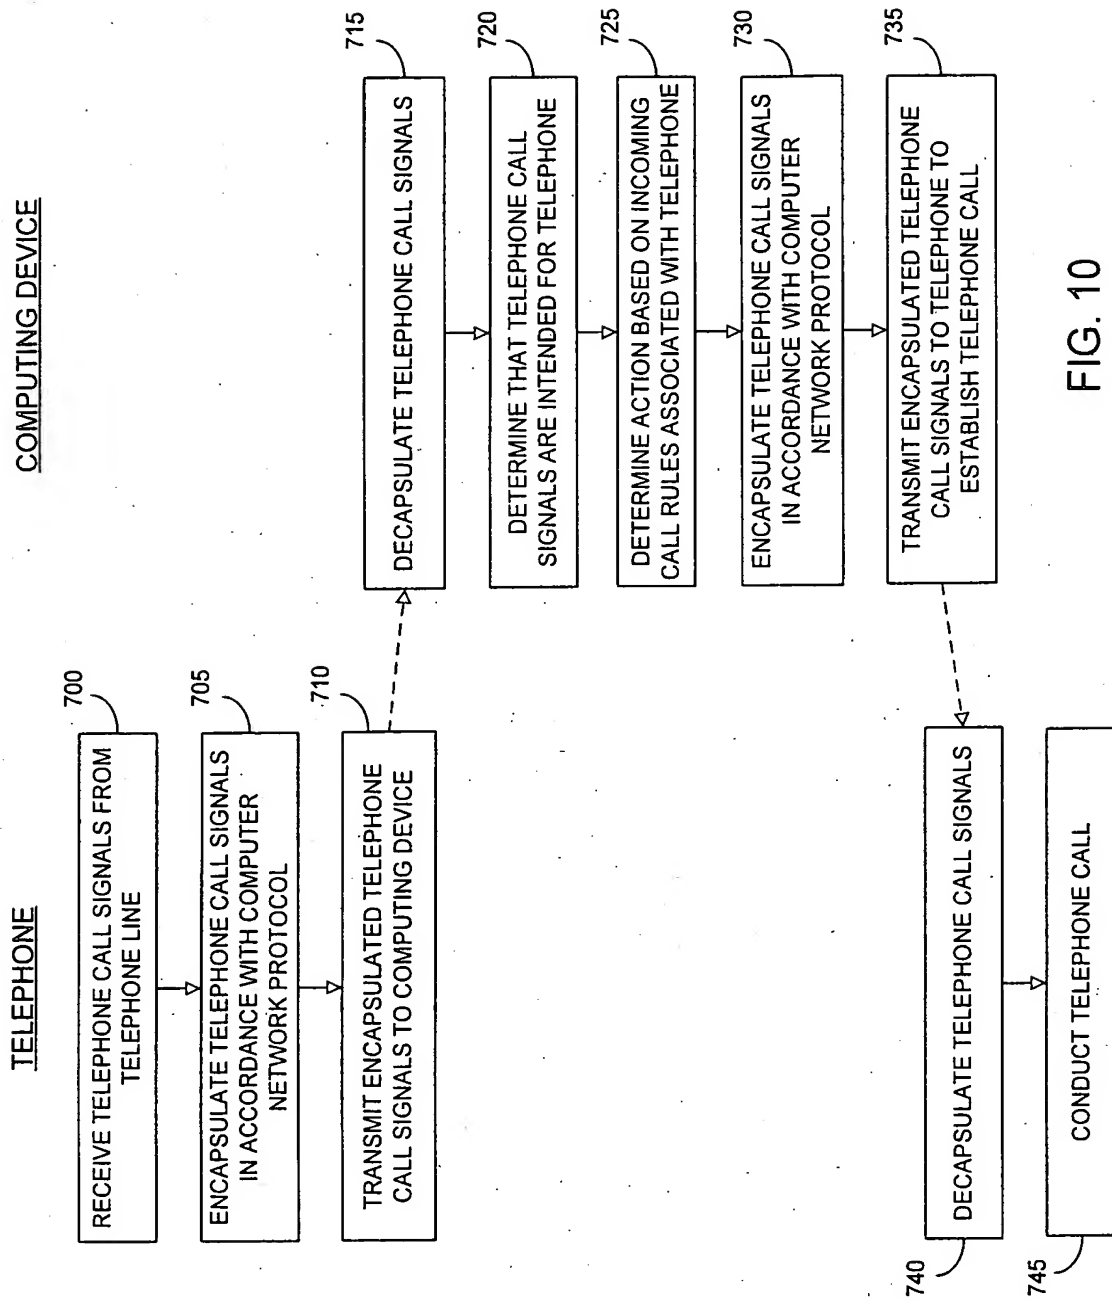 TELEPHONE
COMPUTING DEVICE
700
RECEIVE TELEPHONE CALL SIGNALS FROM
TELEPHONE LINE
705
ENCAPSULATE TELEPHONE CALL SIGNALS
IN ACCORDANCE WITH COMPUTER
NETWORK PROTOCOL
710
TRANSMIT ENCAPSULATED TELEPHONE
CALL SIGNALS TO COMPUTING DEVICE
715
DECAPSULATE TELEPHONE CALL SIGNALS
720
DETERMINE THAT TELEPHONE CALL
SIGNALS ARE INTENDED FOR TELEPHONE
725
DETERMINE ACTION BASED ON INCOMING
CALL RULES ASSOCIATED WITH TELEPHONE
730
ENCAPSULATE TELEPHONE CALL SIGNALS
IN ACCORDANCE WITH COMPUTER
NETWORK PROTOCOL
735
TRANSMIT ENCAPSULATED TELEPHONE
CALL SIGNALS TO TELEPHONE TO
ESTABLISH TELEPHONE CALL
740
DECAPSULATE TELEPHONE CALL SIGNALS
745
CONDUCT TELEPHONE CALL
FIG. 10